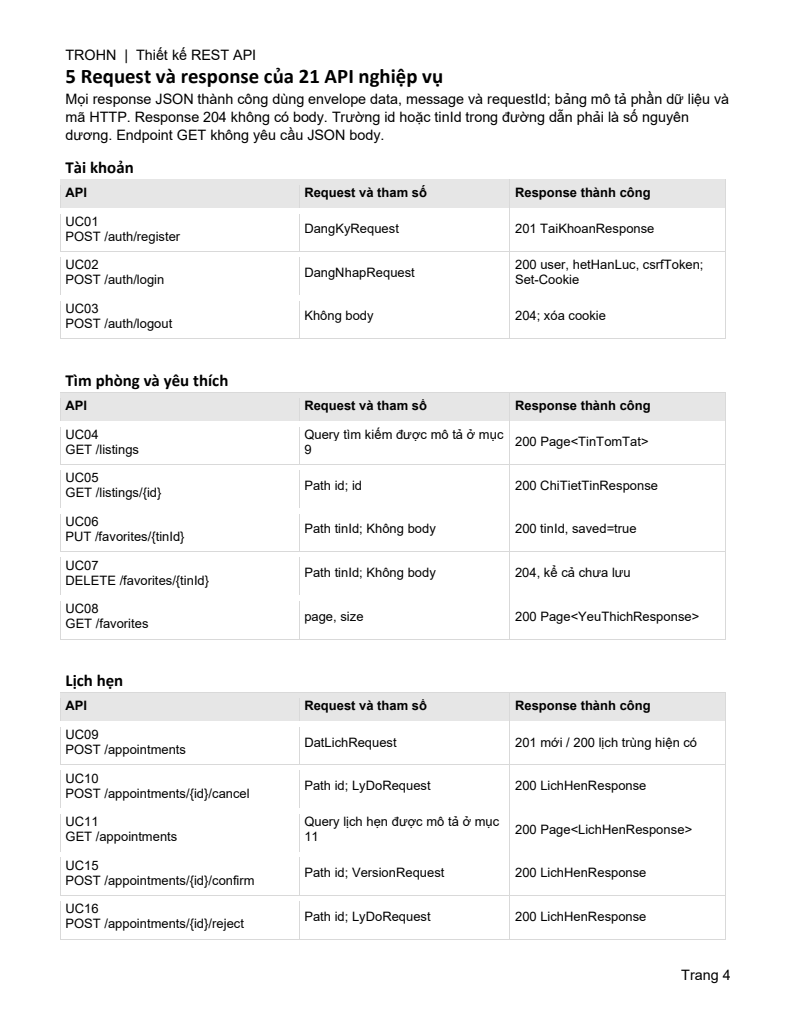 TROHN | Thiết kế REST API
5 Request và response của 21 API nghiệp vụ
Mọi response JSON thành công dùng envelope data, message và requestId; bảng mô tả phần dữ liệu và
mã HTTP. Response 204 không có body. Trường id hoặc tinId trong đường dẫn phải là số nguyên
dương. Endpoint GET không yêu cầu JSON body.
Tài khoản
API Request và tham số Response thành công
UC01
POST /auth/register
DangKyRequest
201 TaiKhoanResponse
UC02
POST /auth/login
DangNhapRequest
200 user, hetHanLuc, csrfToken;
Set-Cookie
UC03
POST /auth/logout
Không body
204; xóa cookie
Tìm phòng và yêu thích
API Request và tham số Response thành công
UC04
GET /listings
Query tìm kiếm được mô tả ở mục
9
200 Page<TinTomTat>
UC05
GET /listings/{id}
Path id; id
200 ChiTietTinResponse
UC06
PUT /favorites/{tinId}
Path tinId; Không body
200 tinId, saved=true
UC07
DELETE /favorites/{tinId}
Path tinId; Không body
204, kể cả chưa lưu
UC08
GET /favorites
page, size
200 Page<YeuThichResponse>
Lịch hẹn
API Request và tham số Response thành công
UC09
POST /appointments
DatLichRequest
201 mới / 200 lịch trùng hiện có
UC10
POST /appointments/{id}/cancel
Path id; LyDoRequest
200 LichHenResponse
UC11
GET /appointments
Query lịch hẹn được mô tả ở mục
11
200 Page<LichHenResponse>
UC15
POST /appointments/{id}/confirm
Path id; VersionRequest
200 LichHenResponse
UC16
POST /appointments/{id}/reject
Path id; LyDoRequest
200 LichHenResponse
Trang 4